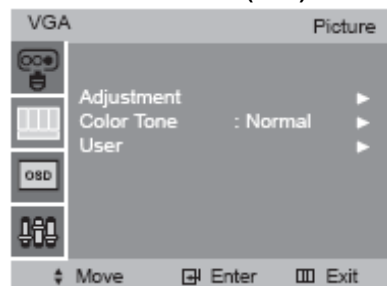 VGA Picture
Adjustment
Color Tone : Normal
User
OSD
Move Enter Exit